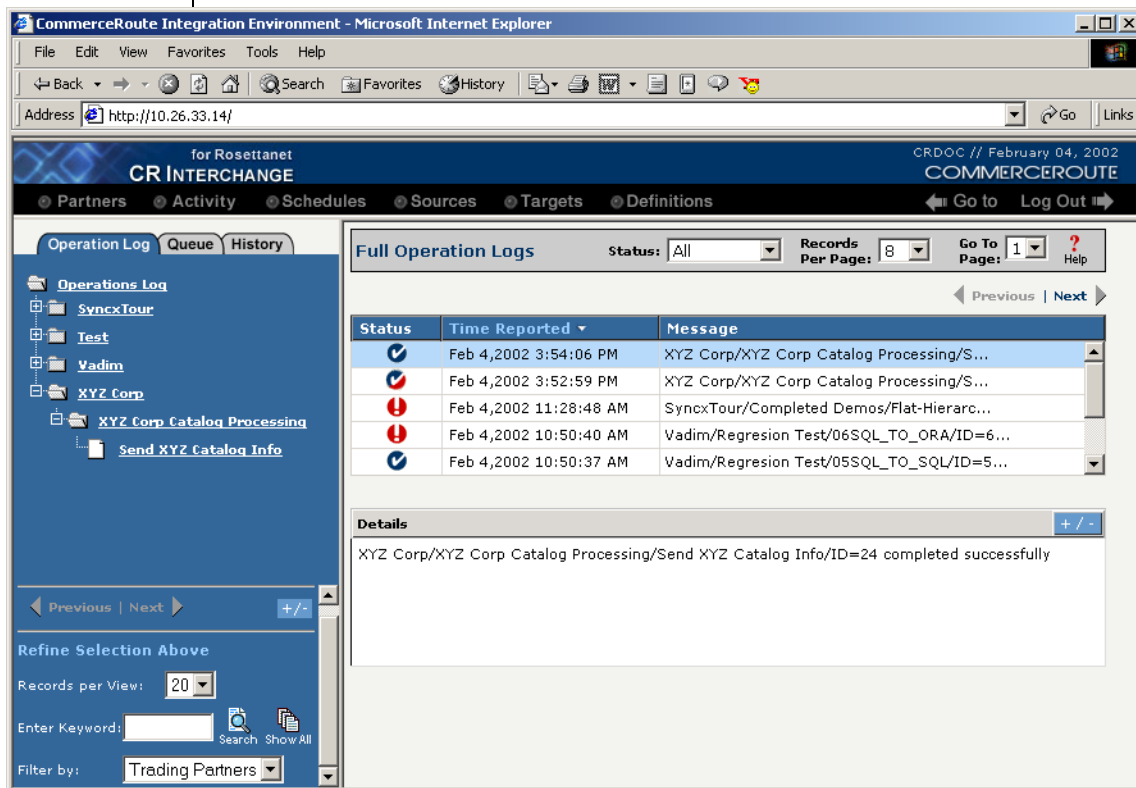 CommerceRoute Integration Environment - Microsoft Internet Explorer
File Edit View Favorites Tools Help
Back Search Favorites History
Address http://10.26.33.14/ Go Links
for Rosettanet
CR INTERCHANGE
CRDOC // February 04, 2002
COMMERCEROUTE
Partners Activity Schedules Sources Targets Definitions Go to Log Out
Operation Log Queue History
Operations Log
SyncxTour
Test
Vadim
XYZ Corp
XYZ Corp Catalog Processing
Send XYZ Catalog Info
Previous | Next +/-
Refine Selection Above
Records per View: 20
Enter Keyword: Search Show All
Filter by: Trading Partners
Full Operation Logs Status: All Records Per Page: 8 Go To Page: 1 ? Help
Previous | Next
Status Time Reported Message
Feb 4,2002 3:54:06 PM XYZ Corp/XYZ Corp Catalog Processing/S...
Feb 4,2002 3:52:59 PM XYZ Corp/XYZ Corp Catalog Processing/S...
Feb 4,2002 11:28:48 AM SyncxTour/Completed Demos/Flat-Hierarc...
Feb 4,2002 10:50:40 AM Vadim/Regresion Test/06SQL_TO_ORA/ID=6...
Feb 4,2002 10:50:37 AM Vadim/Regresion Test/05SQL_TO_SQL/ID=5...
Details + / -
XYZ Corp/XYZ Corp Catalog Processing/Send XYZ Catalog Info/ID=24 completed successfully